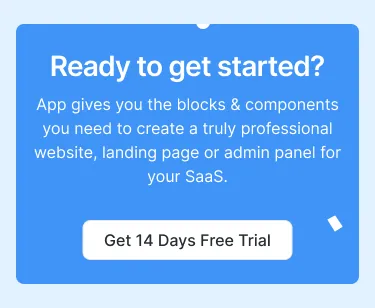 Ready to get started?
App gives you the blocks & components
you need to create a truly professional
website, landing page or admin panel for
your SaaS.
Get 14 Days Free Trial